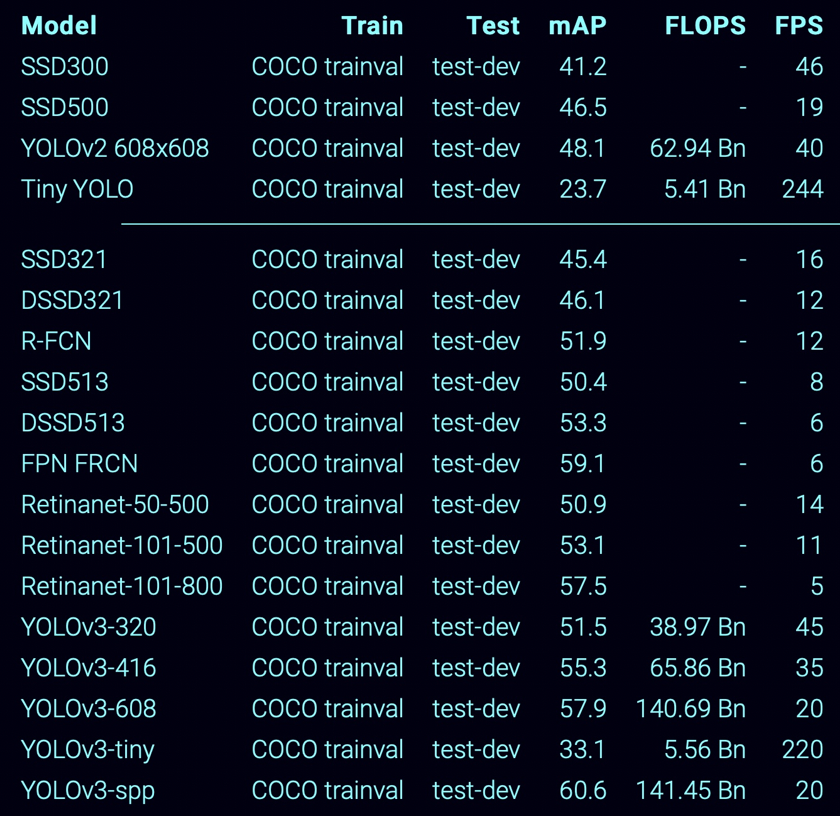 Model Train Test mAP FLOPS FPS
SSD300 COCO trainval test-dev 41.2 - 46
SSD500 COCO trainval test-dev 46.5 - 19
YOLOv2 608x608 COCO trainval test-dev 48.1 62.94 Bn 40
Tiny YOLO COCO trainval test-dev 23.7 5.41 Bn 244
SSD321 COCO trainval test-dev 45.4 - 16
DSSD321 COCO trainval test-dev 46.1 - 12
R-FCN COCO trainval test-dev 51.9 - 12
SSD513 COCO trainval test-dev 50.4 - 8
DSSD513 COCO trainval test-dev 53.3 - 6
FPN FRCN COCO trainval test-dev 59.1 - 6
Retinanet-50-500 COCO trainval test-dev 50.9 - 14
Retinanet-101-500 COCO trainval test-dev 53.1 - 11
Retinanet-101-800 COCO trainval test-dev 57.5 - 5
YOLOv3-320 COCO trainval test-dev 51.5 38.97 Bn 45
YOLOv3-416 COCO trainval test-dev 55.3 65.86 Bn 35
YOLOv3-608 COCO trainval test-dev 57.9 140.69 Bn 20
YOLOv3-tiny COCO trainval test-dev 33.1 5.56 Bn 220
YOLOv3-spp COCO trainval test-dev 60.6 141.45 Bn 20